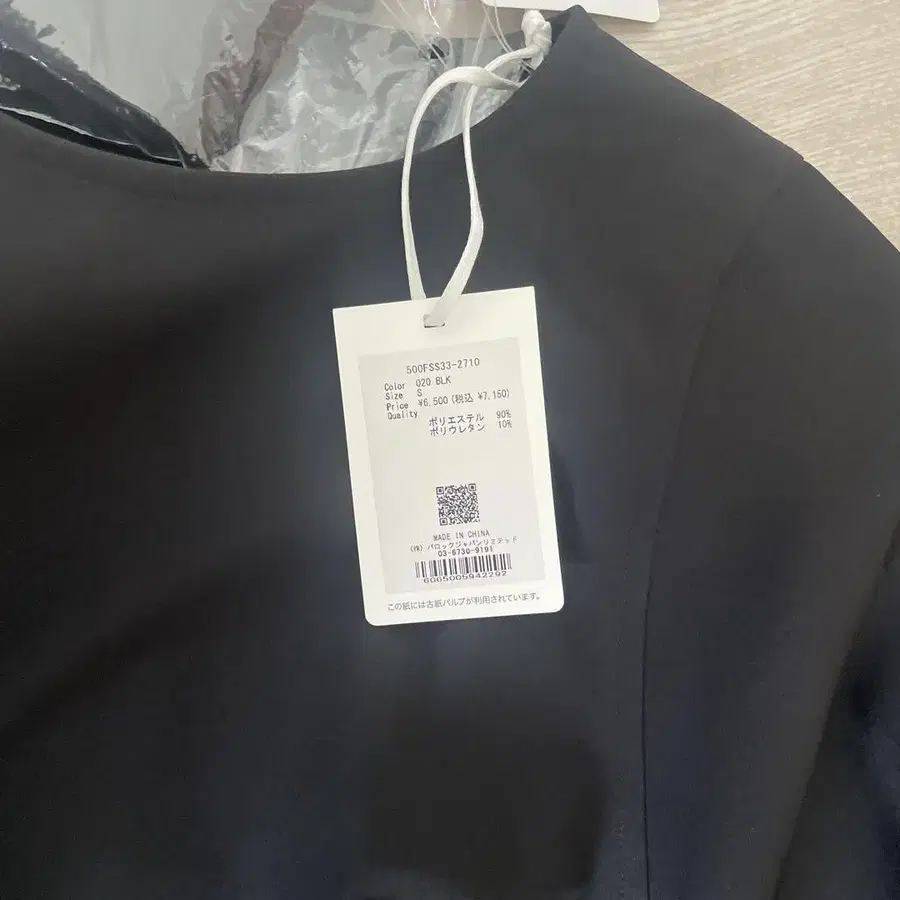 500FSS33-2710
Color 020 BLK
Size S
Price ¥6,500(税込 ¥7,150)
Quality
ポリエステル 90%
ポリウレタン 10%
MADE IN CHINA
(株) バロックジャパンリミテッド
03-6730-9191
6065005942292
この紙には古紙パルプが利用されています。